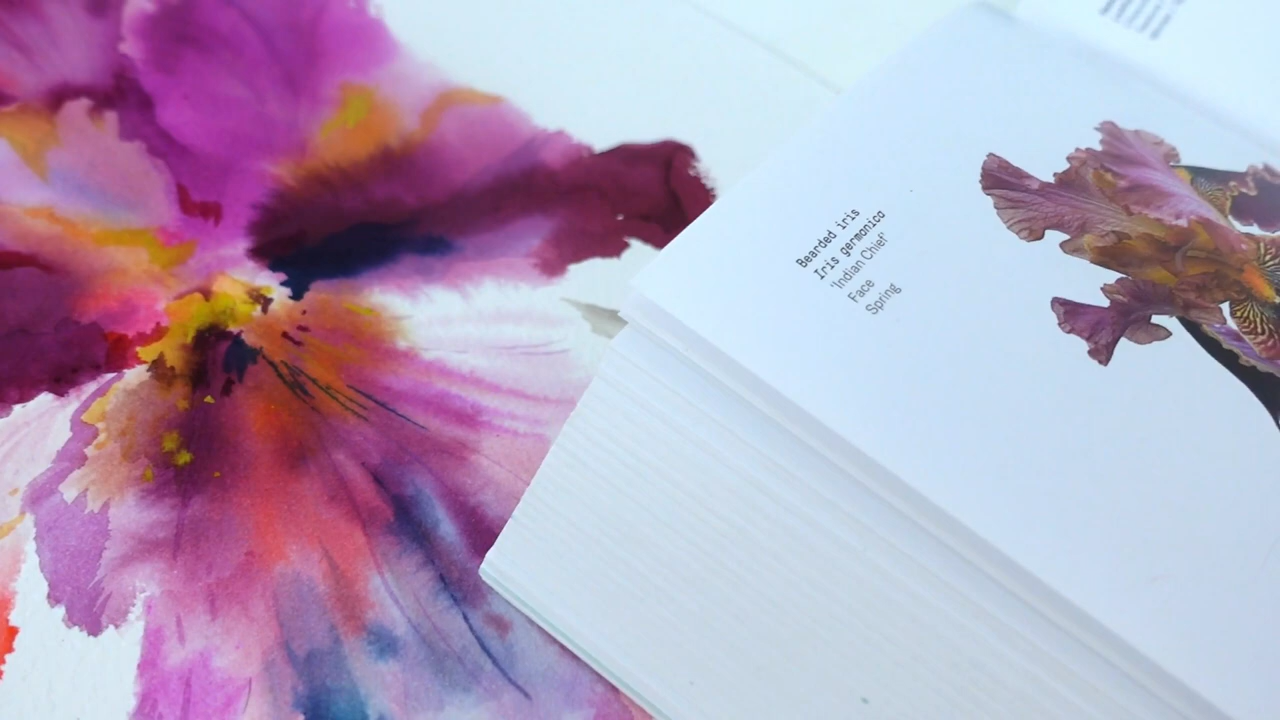 Bearded iris
Iris germanica
'Indian Chief'
Face
Spring